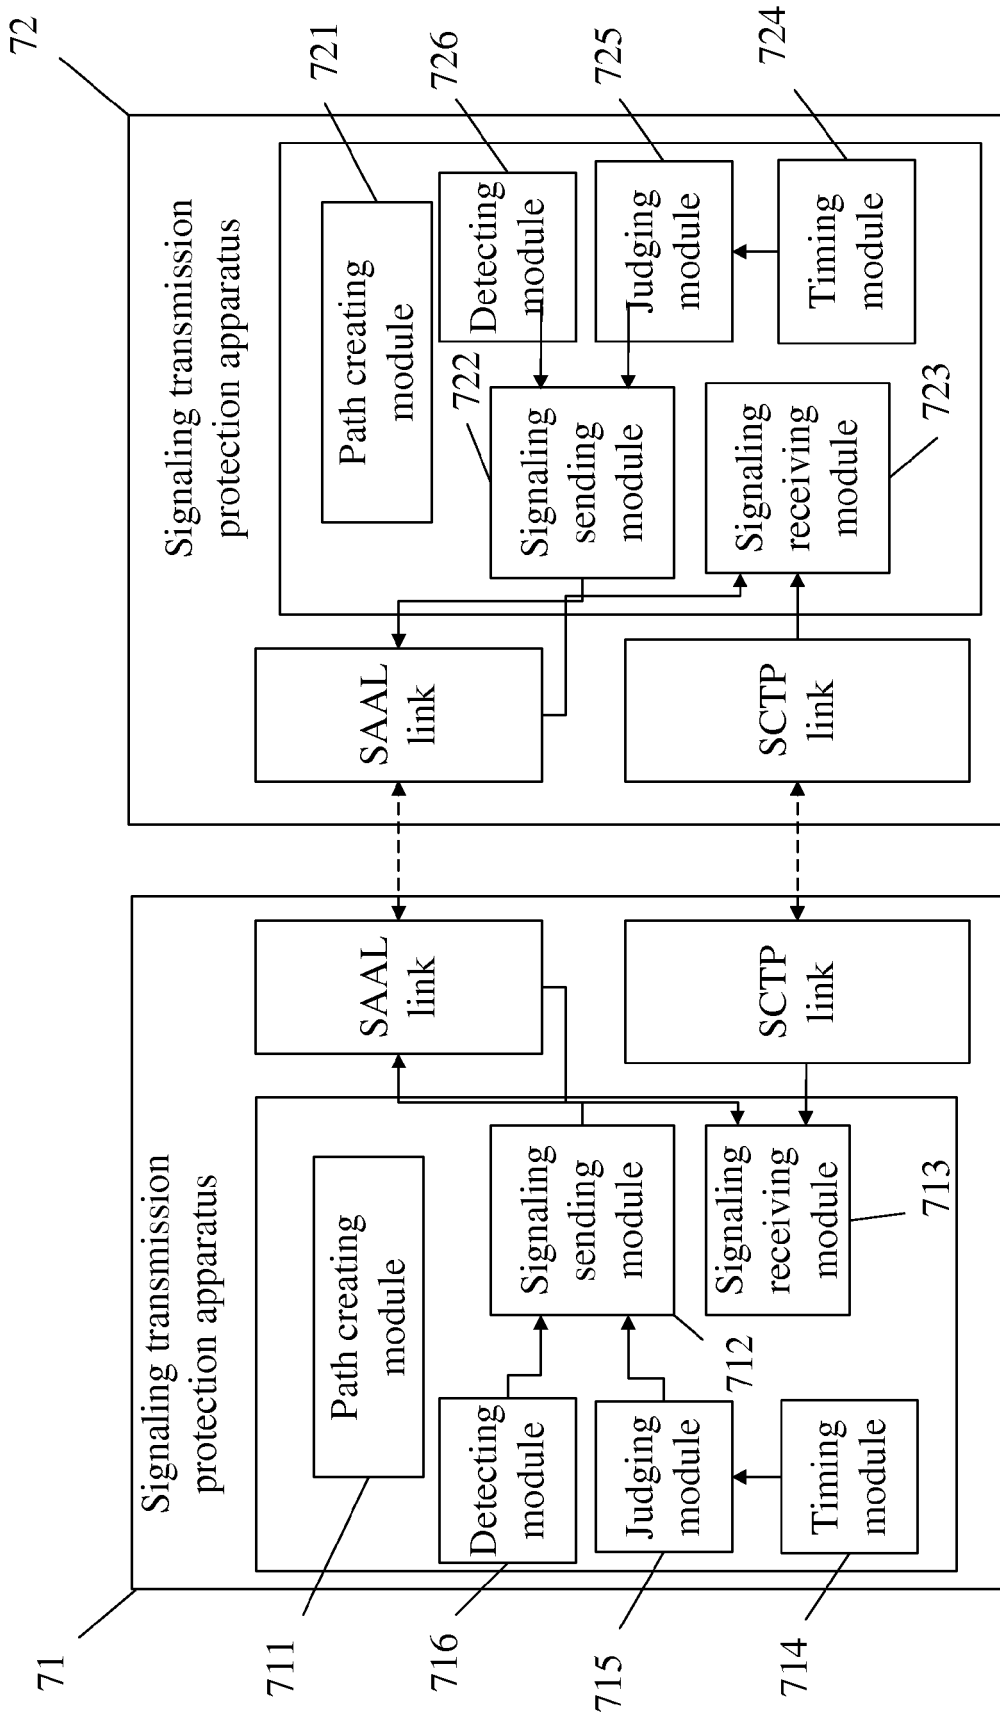 71
72
Signaling transmission
protection apparatus
Signaling transmission
protection apparatus
711
Path creating
module
SAAL
link
SAAL
link
Path creating
module
721
716
Detecting
module
Signaling
sending
module
712
722
Signaling
sending
module
Detecting
module
726
715
Judging
module
Judging
module
725
714
Timing
module
Signaling
receiving
module
713
SCTP
link
SCTP
link
Signaling
receiving
module
723
Timing
module
724